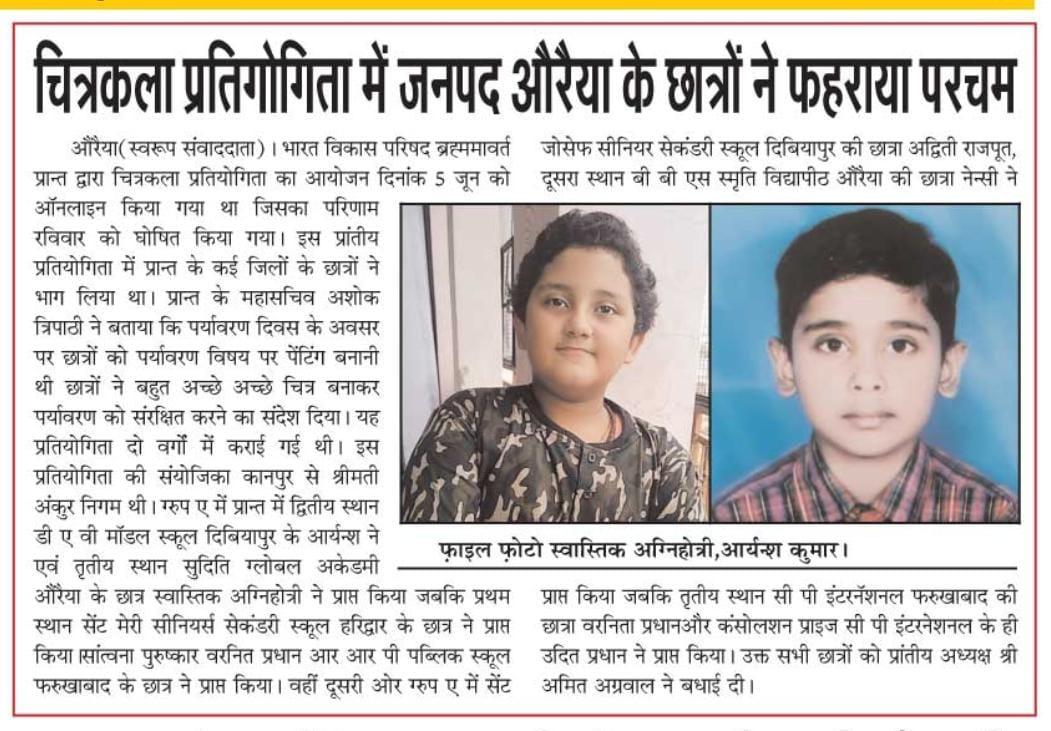 चित्रकला प्रतिगोगिता में जनपद औरैया के छात्रों ने फहराया परचम
औरैया(स्वरूप संवाददाता)। भारत विकास परिषद ब्रह्ममावर्त
प्रान्त द्वारा चित्रकला प्रतियोगिता का आयोजन दिनांक 5 जून को
ऑनलाइन किया गया था जिसका परिणाम
रविवार को घोषित किया गया। इस प्रांतीय
प्रतियोगिता में प्रान्त के कई जिलों के छात्रों ने
भाग लिया था। प्रान्त के महासचिव अशोक
त्रिपाठी ने बताया कि पर्यावरण दिवस के अवसर
पर छात्रों को पर्यावरण विषय पर पेंटिंग बनानी
थी छात्रों ने बहुत अच्छे अच्छे चित्र बनाकर
पर्यावरण को संरक्षित करने का संदेश दिया। यह
प्रतियोगिता दो वर्गों में कराई गई थी। इस
प्रतियोगिता की संयोजिका कानपुर से श्रीमती
अंकुर निगम थी। ग्रुप ए में प्रान्त में द्वितीय स्थान
डी ए वी मॉडल स्कूल दिबियापुर के आर्यन्श ने
एवं तृतीय स्थान सुदिति ग्लोबल अकेडमी
औरैया के छात्र स्वास्तिक अग्निहोत्री ने प्राप्त किया जबकि प्रथम
स्थान सेंट मेरी सीनियर्स सेकंडरी स्कूल हरिद्वार के छात्र ने प्राप्त
किया।सांत्वना पुरुष्कार वरनित प्रधान आर आर पी पब्लिक स्कूल
फरुखाबाद के छात्र ने प्राप्त किया। वहीं दूसरी ओर ग्रुप ए में सेंट
जोसेफ सीनियर सेकंडरी स्कूल दिबियापुर की छात्रा अद्विती राजपूत,
दूसरा स्थान बी बी एस स्मृति विद्यापीठ औरैया की छात्रा नेन्सी ने
फ़ाइल फ़ोटो स्वास्तिक अग्निहोत्री,आर्यन्श कुमार।
प्राप्त किया जबकि तृतीय स्थान सी पी इंटरनॅशनल फरुखाबाद की
छात्रा वरनिता प्रधानऔर कंसोलशन प्राइज सी पी इंटरनेशनल के ही
उदित प्रधान ने प्राप्त किया। उक्त सभी छात्रों को प्रांतीय अध्यक्ष श्री
अमित अग्रवाल ने बधाई दी।